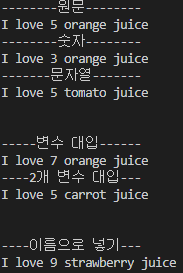 --------원문--------
I love 5 orange juice
--------숫자--------
I love 3 orange juice
-------문자열-------
I love 5 tomato juice
-----변수 대입------
I love 7 orange juice
----2개 변수 대입---
I love 5 carrot juice
----이름으로 넣기---
I love 9 strawberry juice